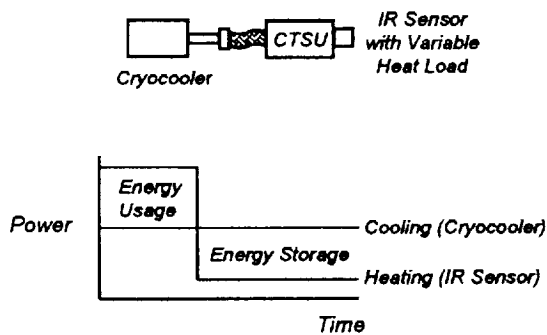 IR Sensor
with Variable
Heat Load
CTSU
Cryocooler
Energy
Usage
Power
Cooling (Cryocooler)
Energy Storage
Heating (IR Sensor)
Time